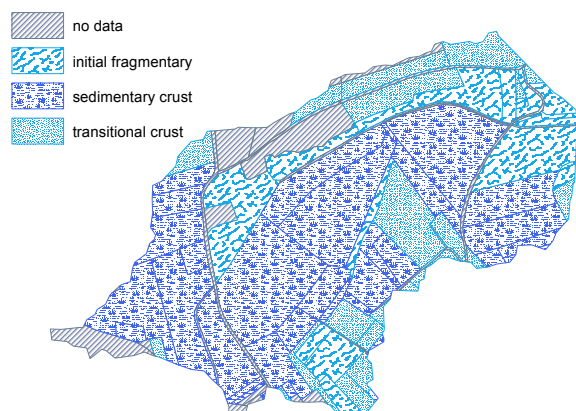 no data
initial fragmentary
sedimentary crust
transitional crust